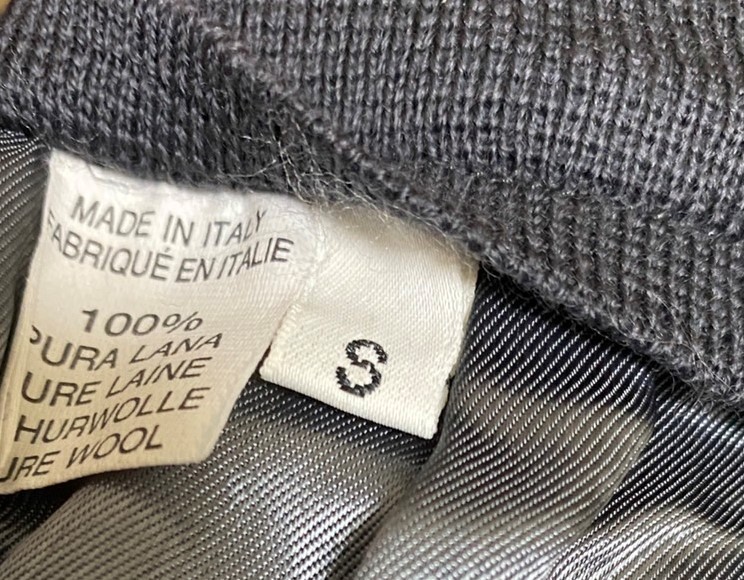 MADE IN ITALY
FABRIQUÉ EN ITALIE
100%
PURA LANA
URE LAINE
HURWOLLE
URE WOOL
S